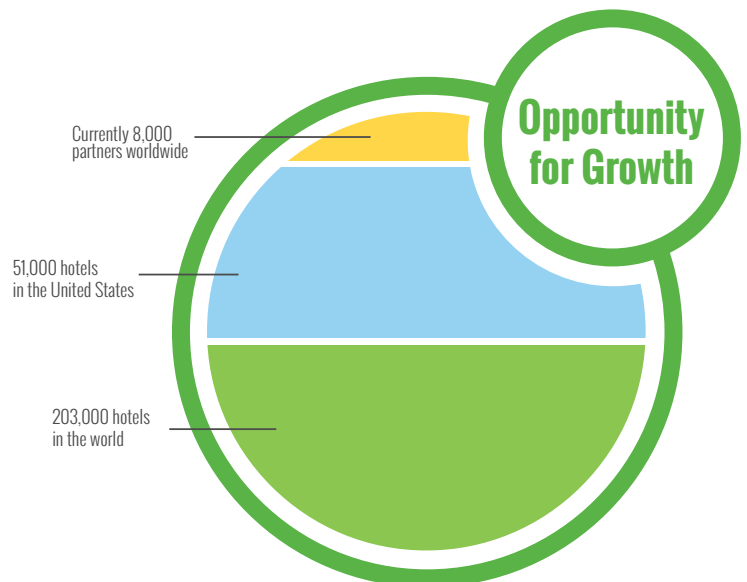 Opportunity
for Growth
Currently 8,000
partners worldwide
51,000 hotels
in the United States
203,000 hotels
in the world